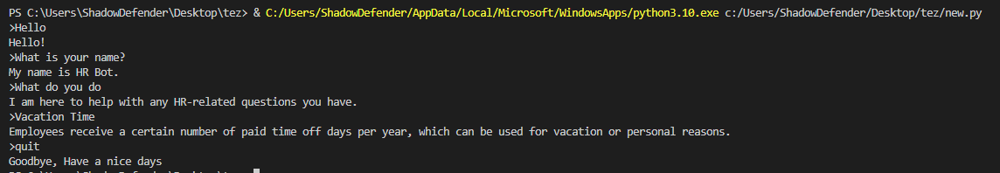 PS C:\Users\ShadowDefender\Desktop\tez> & C:/Users/ShadowDefender/AppData/Local/Microsoft/WindowsApps/python3.10.exe c:/Users/ShadowDefender/Desktop/tez/new.py
>Hello
Hello!
>What is your name?
My name is HR Bot.
>What do you do
I am here to help with any HR-related questions you have.
>Vacation Time
Employees receive a certain number of paid time off days per year, which can be used for vacation or personal reasons.
>quit
Goodbye, Have a nice days